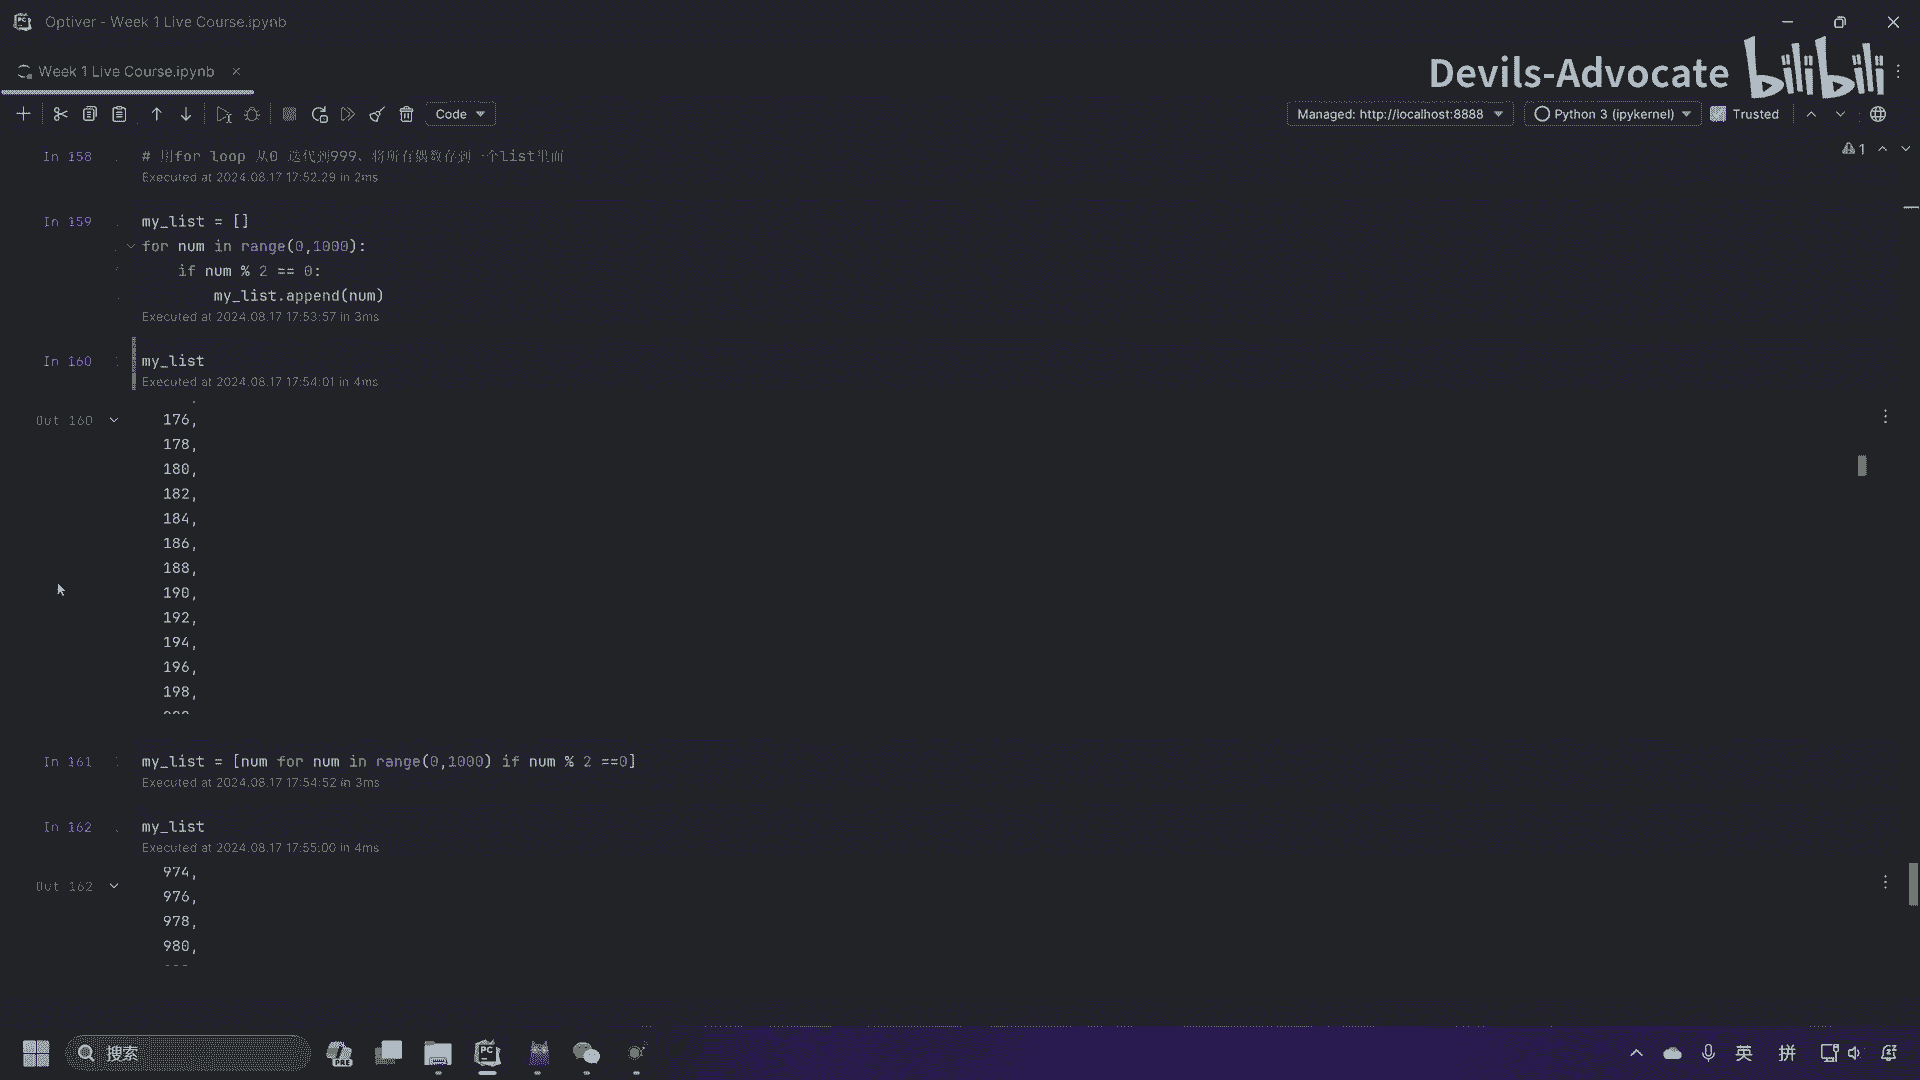 Optiver - Week 1 Live Course.ipynb
Week 1 Live Course.ipynb
Devils-Advocate bilibili
Code
Managed: http://localhost:8888
Python 3 (ipykernel)
Trusted
In 158
# 用for loop 从0 迭代到999、将所有偶数存到一个list里面
1
Executed at 2024.08.17 17:52:29 in 2ms
In 159
my_list = []
for num in range(0,1000):
if num % 2 == 0:
my_list.append(num)
Executed at 2024.08.17 17:53:57 in 3ms
In 160
my_list
Executed at 2024.08.17 17:54:01 in 4ms
Out 160
176,
178,
180,
182,
184,
186,
188,
190,
192,
194,
196,
198,
In 161
my_list = [num for num in range(0,1000) if num % 2 ==0]
Executed at 2024.08.17 17:54:52 in 3ms
In 162
my_list
Executed at 2024.08.17 17:55:00 in 4ms
974,
Out 162
976,
978,
980,
搜索
PRE
PC
英
拼